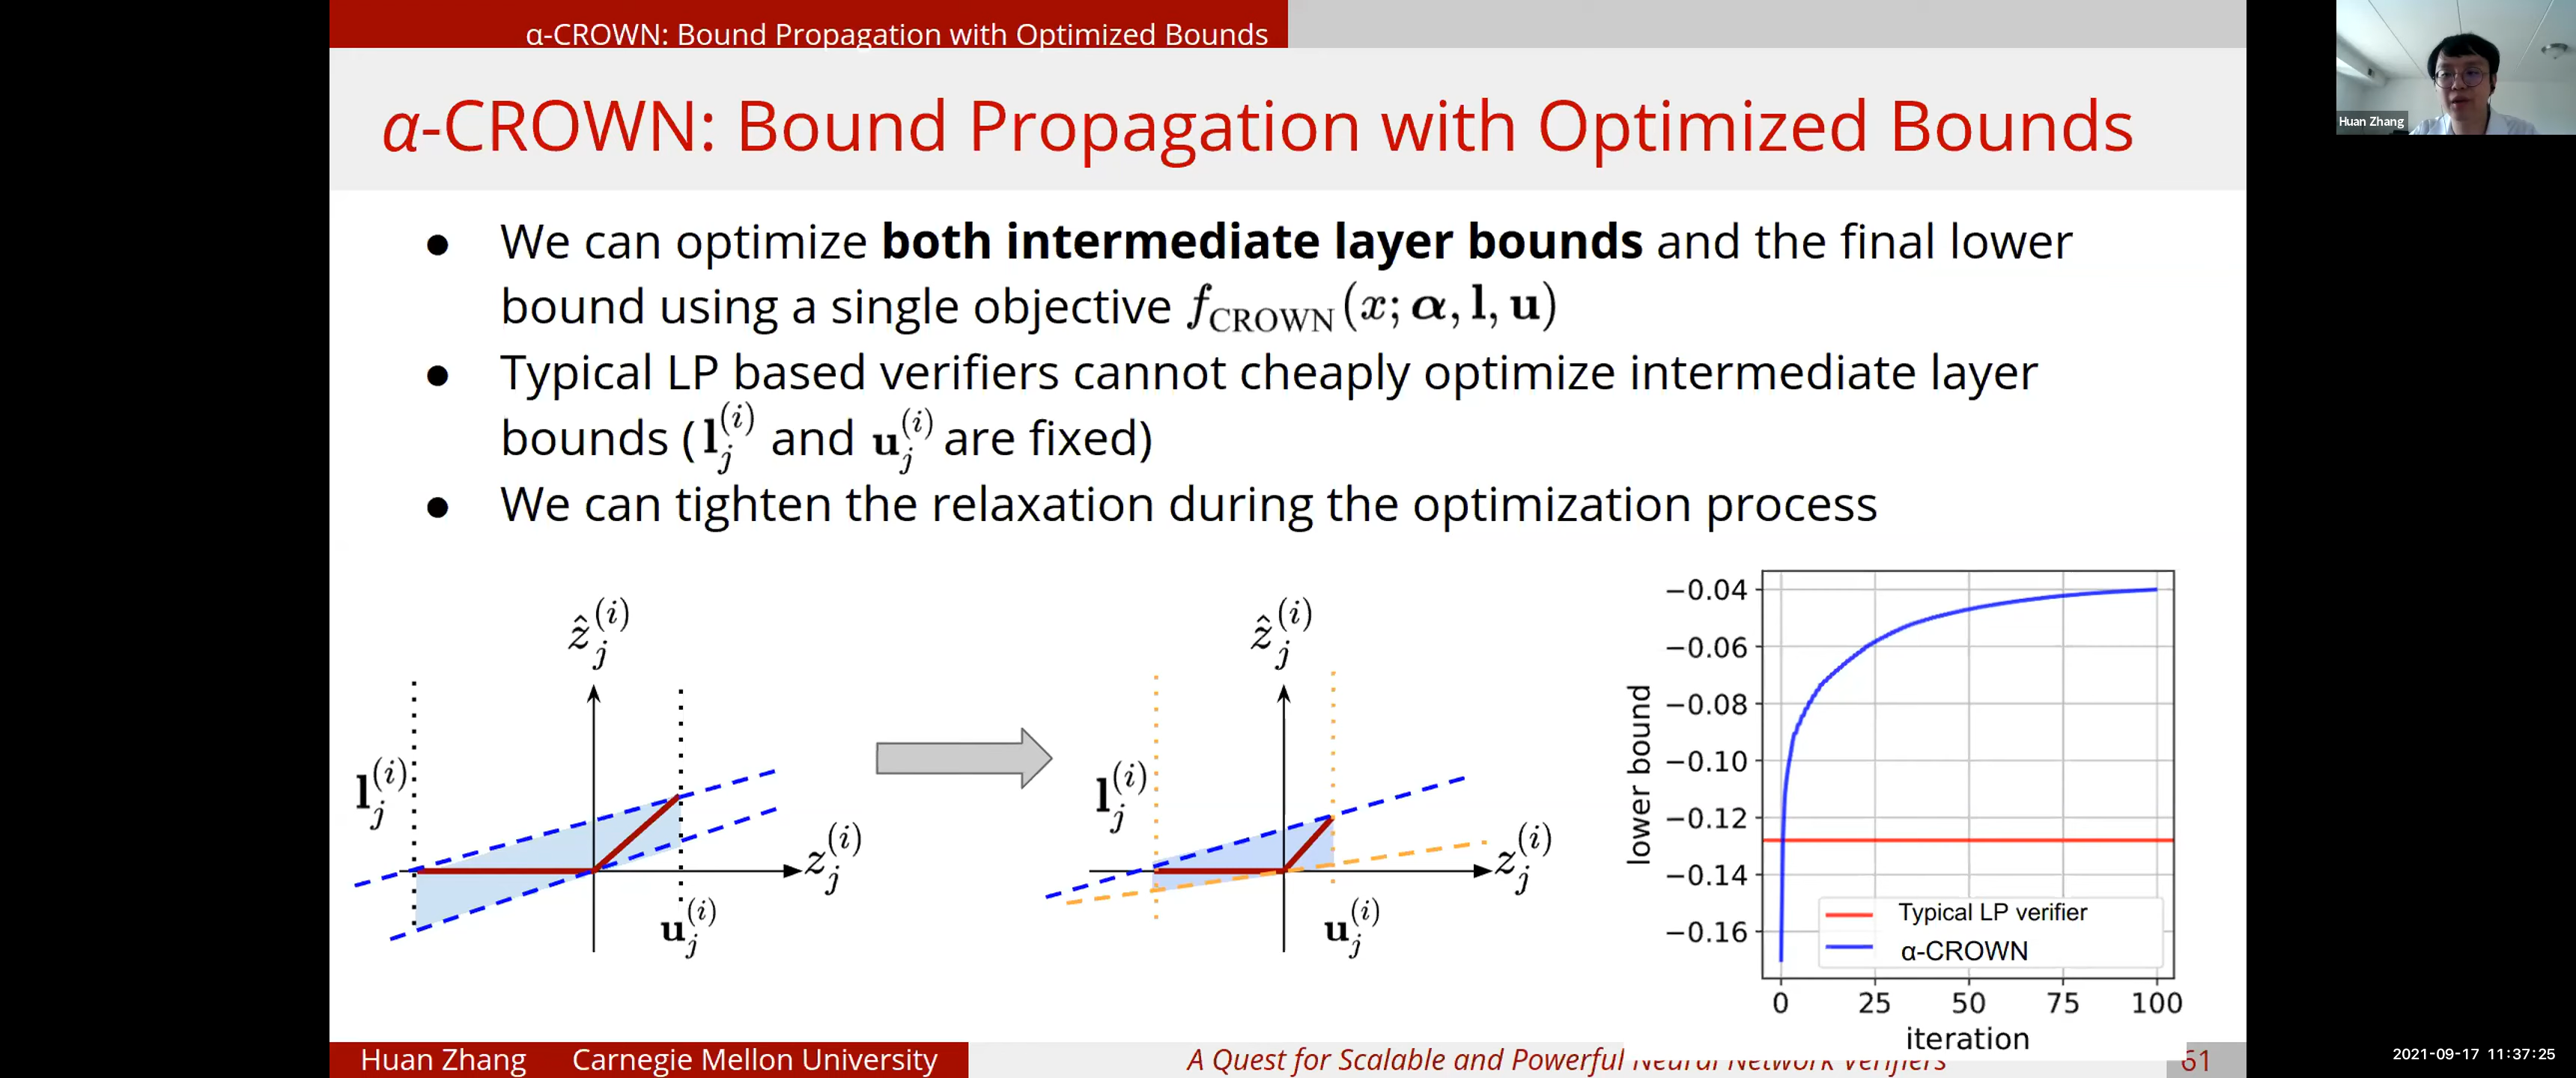 α-CROWN: Bound Propagation with Optimized Bounds
α-CROWN: Bound Propagation with Optimized Bounds
Huan Zhang
● We can optimize both intermediate layer bounds and the final lower
bound using a single objective f_CROWN(x; α, l, u)
● Typical LP based verifiers cannot cheaply optimize intermediate layer
bounds ( l_j^(i) and u_j^(i) are fixed)
● We can tighten the relaxation during the optimization process
ẑ_j^(i)
l_j^(i)
z_j^(i)
u_j^(i)
ẑ_j^(i)
l_j^(i)
z_j^(i)
u_j^(i)
lower bound
−0.04
−0.06
−0.08
−0.10
−0.12
−0.14
−0.16
Typical LP verifier
α-CROWN
0 25 50 75 100
iteration
Huan Zhang Carnegie Mellon University
A Quest for Scalable and Powerful Neural Network Verifiers
61
2021-09-17 11:37:25